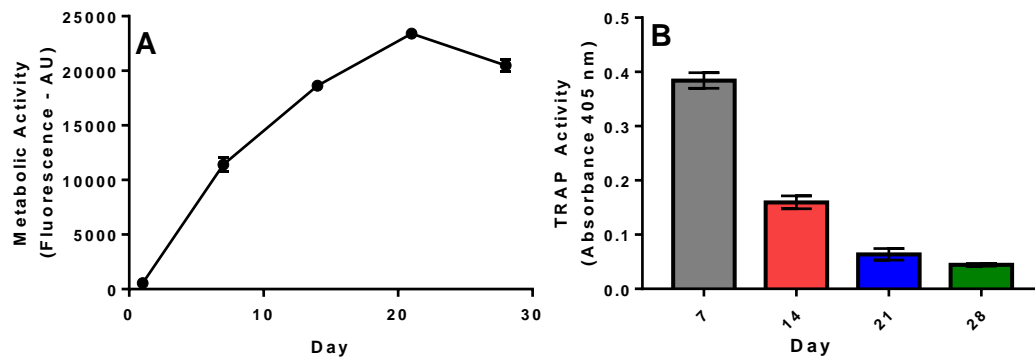 A
Metabolic Activity
(Fluorescence - AU)
25000
20000
15000
10000
5000
0
0
10
20
30
Day
B
TRAP Activity
(Absorbance 405 nm)
0.5
0.4
0.3
0.2
0.1
0.0
7
14
21
28
Day